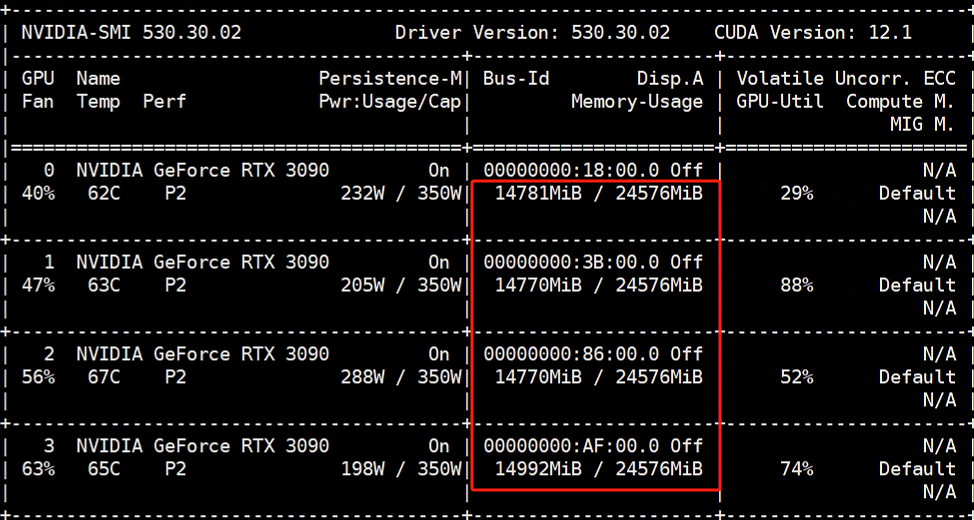 NVIDIA-SMI 530.30.02 Driver Version: 530.30.02 CUDA Version: 12.1
GPU Name Persistence-M| Bus-Id Disp.A | Volatile Uncorr. ECC
Fan Temp Perf Pwr:Usage/Cap| Memory-Usage | GPU-Util Compute M.
MIG M.
0 NVIDIA GeForce RTX 3090 On | 00000000:18:00.0 Off | N/A
40% 62C P2 232W / 350W| 14781MiB / 24576MiB | 29% Default
N/A
1 NVIDIA GeForce RTX 3090 On | 00000000:3B:00.0 Off | N/A
47% 63C P2 205W / 350W| 14770MiB / 24576MiB | 88% Default
N/A
2 NVIDIA GeForce RTX 3090 On | 00000000:86:00.0 Off | N/A
56% 67C P2 288W / 350W| 14770MiB / 24576MiB | 52% Default
N/A
3 NVIDIA GeForce RTX 3090 On | 00000000:AF:00.0 Off | N/A
63% 65C P2 198W / 350W| 14992MiB / 24576MiB | 74% Default
N/A